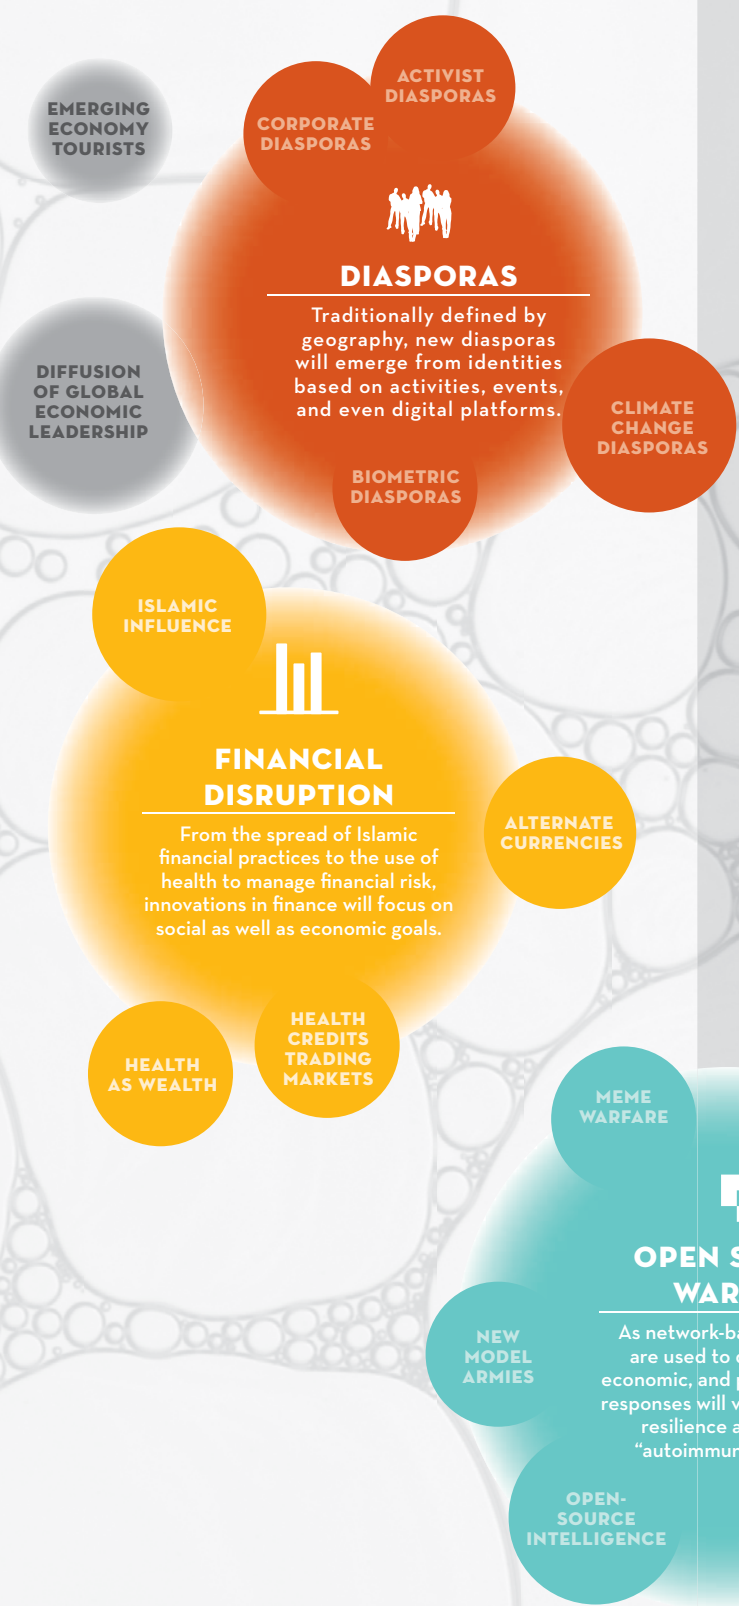 ACTIVIST
DIASPORAS
CORPORATE
DIASPORAS
EMERGING
ECONOMY
TOURISTS
DIASPORAS
Traditionally defined by
geography, new diasporas
will emerge from identities
based on activities, events,
and even digital platforms.
DIFFUSION
OF GLOBAL
ECONOMIC
LEADERSHIP
CLIMATE
CHANGE
DIASPORAS
BIOMETRIC
DIASPORAS
ISLAMIC
INFLUENCE
FINANCIAL
DISRUPTION
From the spread of Islamic
financial practices to the use of
health to manage financial risk,
innovations in finance will focus on
social as well as economic goals.
ALTERNATE
CURRENCIES
HEALTH
CREDITS
TRADING
MARKETS
HEALTH
AS WEALTH
MEME
WARFARE
OPEN
WAR
As network-ba
are used to
economic, and
responses will
resilience
"autoimmun
NEW
MODEL
ARMIES
OPEN-
SOURCE
INTELLIGENCE